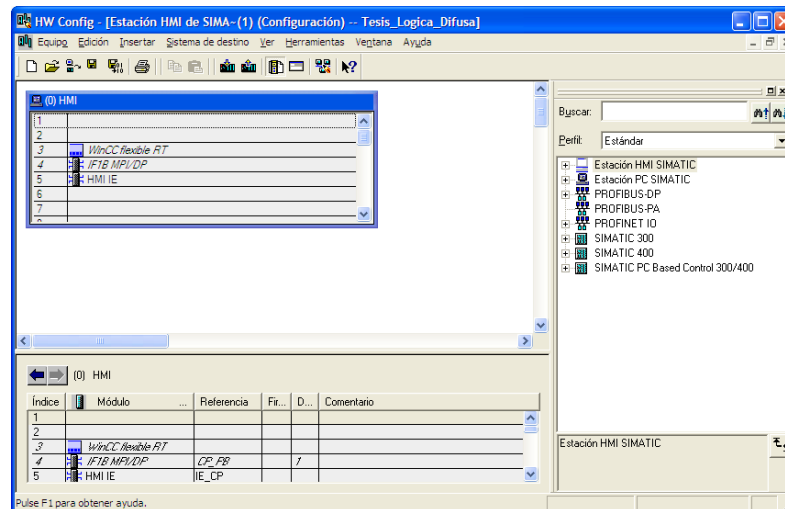 HW Config - [Estación HMI de SIMA~(1) (Configuración) -- Tesis_Logica_Difusa]
Equipo Edición Insertar Sistema de destino Ver Herramientas Ventana Ayuda
(0) HMI
1
2
3 WinCC flexible RT
4 IF1B MPI/DP
5 HMI IE
6
7
Buscar:
Perfil: Estándar
Estación HMI SIMATIC
Estación PC SIMATIC
PROFIBUS-DP
PROFIBUS-PA
PROFINET IO
SIMATIC 300
SIMATIC 400
SIMATIC PC Based Control 300/400
(0) HMI
Índice Módulo ... Referencia Fir... D... Comentario
1
2
3 WinCC flexible RT
4 IF1B MPI/DP CP_PB 1
5 HMI IE IE_CP
Estación HMI SIMATIC
Pulse F1 para obtener ayuda.